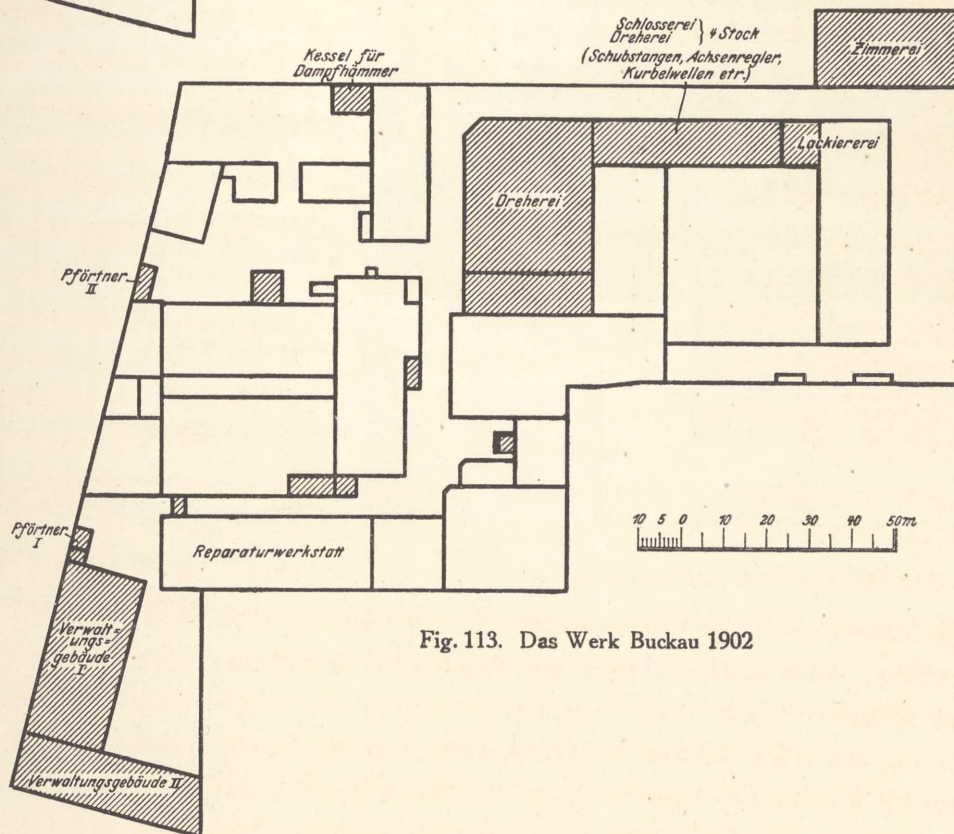 Schlosserei
Dreherei } 4 Stock
(Schubstangen, Achsenregler,
Kurbelwellen etr.)
Zimmerei
Kessel für
Dampfhämmer
Lackiererei
Dreherei
Pförtner
II
Pförtner
I
Reparaturwerkstatt
10 5 0 10 20 30 40 50m
Verwalt=
ungs=
gebäude
I
Verwaltungsgebäude II
Fig. 113. Das Werk Buckau 1902